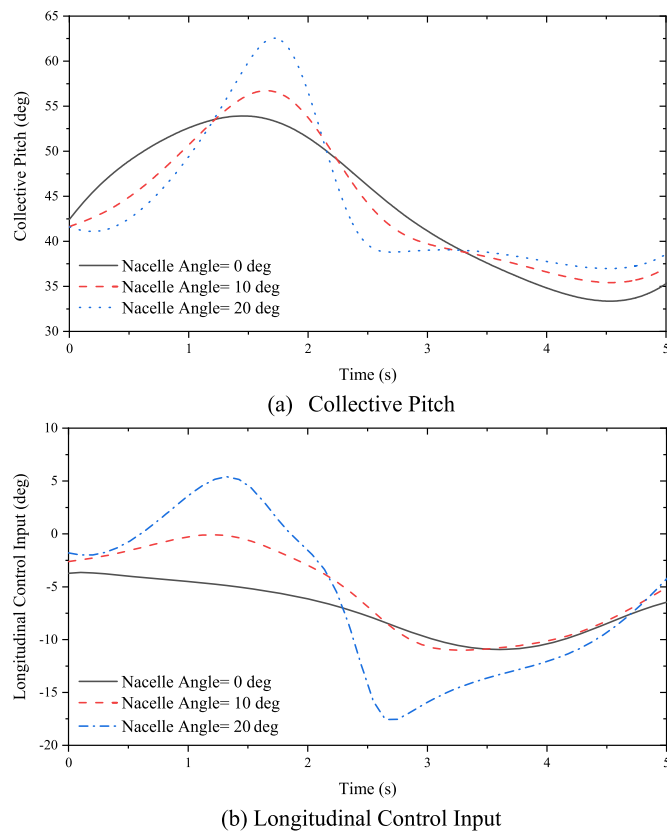 65
60
55
50
45
40
35
30
Collective Pitch (deg)
Nacelle Angle= 0 deg
Nacelle Angle= 10 deg
Nacelle Angle= 20 deg
0 1 2 3 4 5
Time (s)
(a) Collective Pitch
10
5
0
-5
-10
-15
-20
Longitudinal Control Input (deg)
Nacelle Angle= 0 deg
Nacelle Angle= 10 deg
Nacelle Angle= 20 deg
0 1 2 3 4 5
Time (s)
(b) Longitudinal Control Input